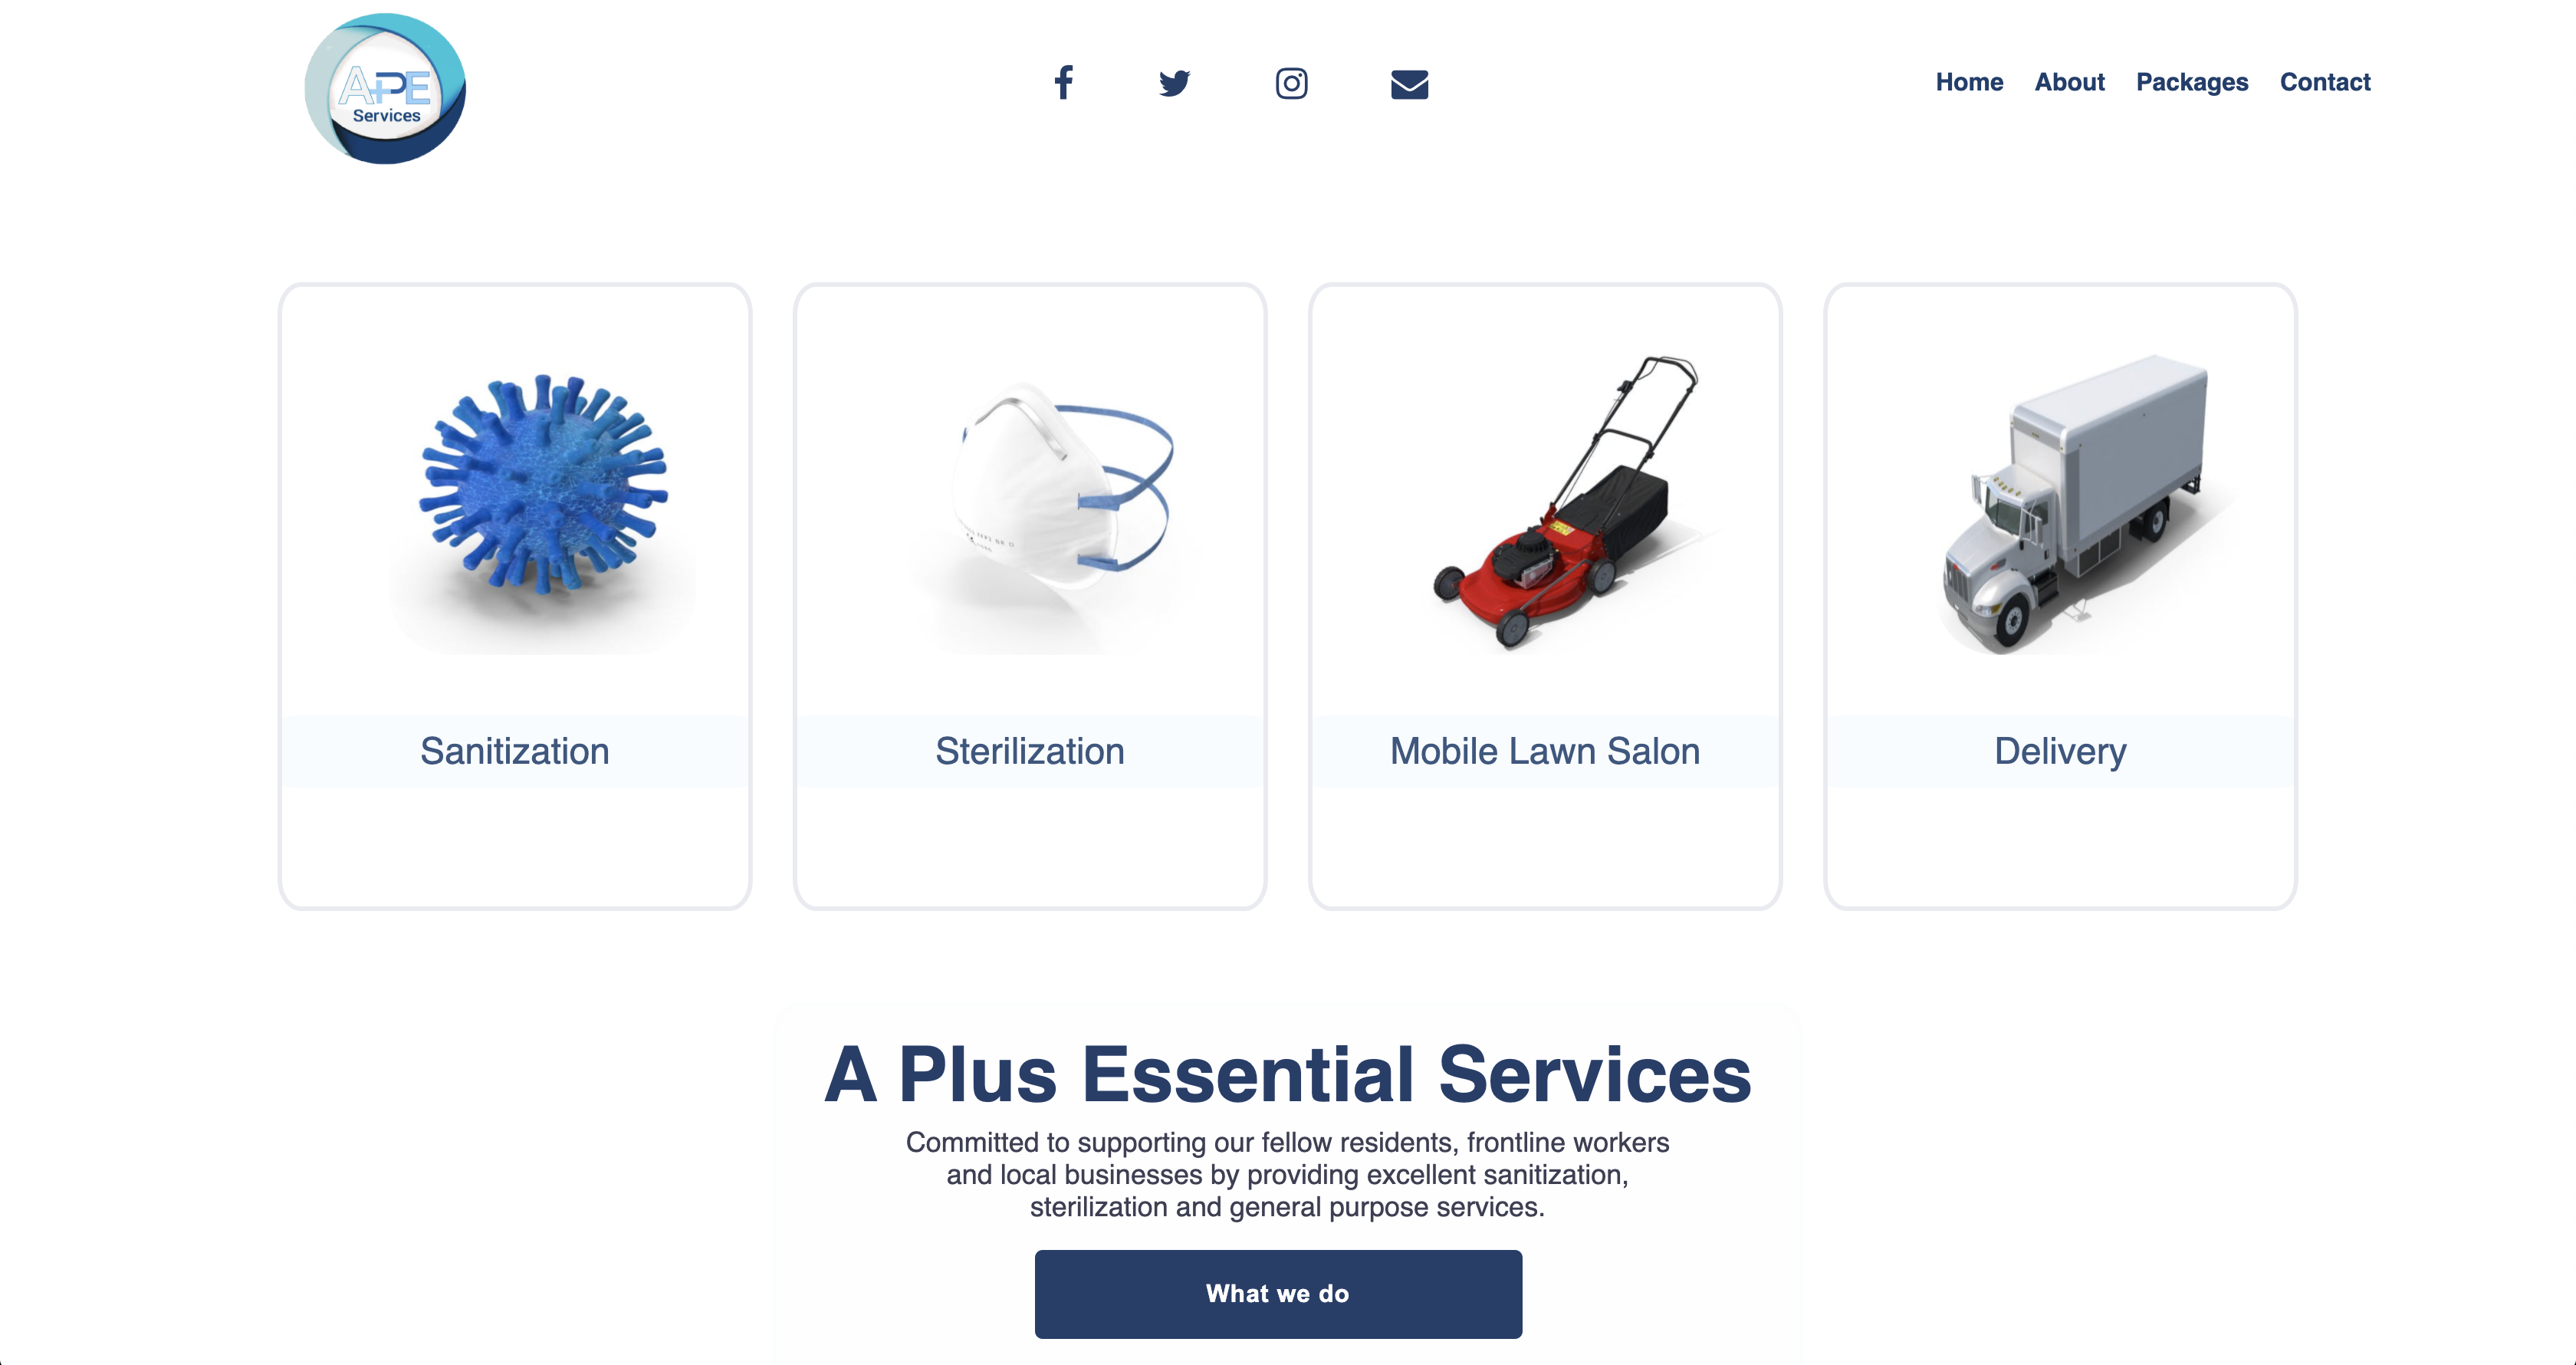 A+PE
Services
Home About Packages Contact
Sanitization
Sterilization
Mobile Lawn Salon
Delivery
A Plus Essential Services
Committed to supporting our fellow residents, frontline workers
and local businesses by providing excellent sanitization,
sterilization and general purpose services.
What we do